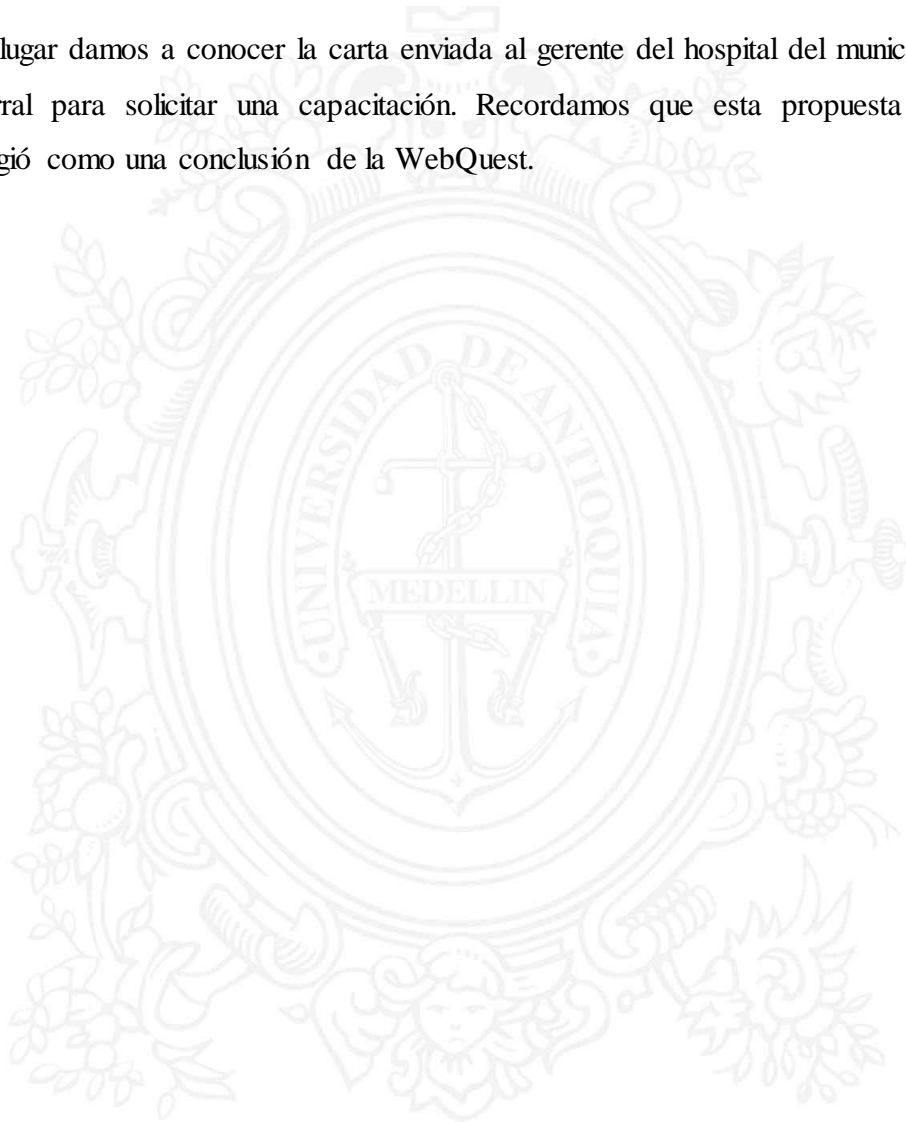 lugar damos a conocer la carta enviada al gerente del hospital del munic
rral para solicitar una capacitación. Recordamos que esta propuesta
gió como una conclusión de la WebQuest.
UNIVERSIDAD DE ANTIOQUIA
MEDELLIN